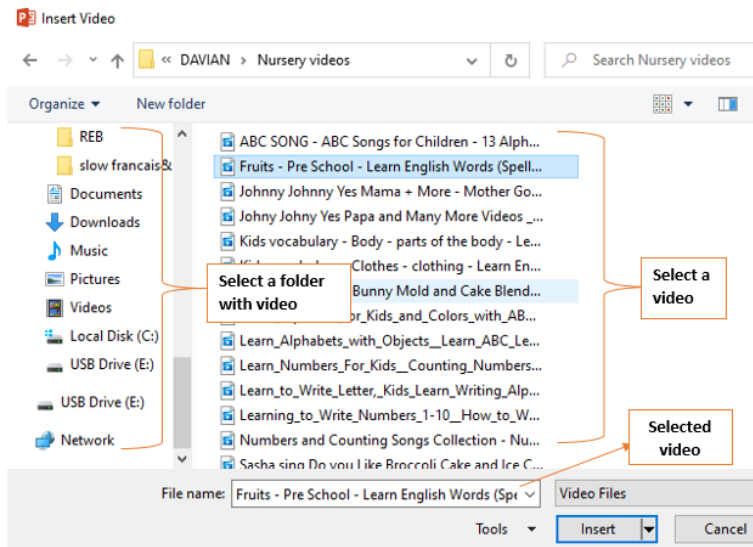 Insert Video
« DAVIAN > Nursery videos
Search Nursery videos
Organize
New folder
REB
slow francais&
Documents
Downloads
Music
Pictures
Videos
Local Disk (C:)
USB Drive (E:)
USB Drive (E:)
Network
ABC SONG - ABC Songs for Children - 13 Alph...
Fruits - Pre School - Learn English Words (Spell...
Johnny Johnny Yes Mama + More - Mother Go...
Johny Johny Yes Papa and Many More Videos _...
Kids vocabulary - Body - parts of the body - Le...
Clothes - clothing - Learn En...
Bunny Mold and Cake Blend...
or_Kids_and_Colors_with_AB...
Learn_Alphabets_with_Objects__Learn_ABC_Le...
Learn_Numbers_For_Kids__Counting_Numbers...
Learn_to_Write_Letter,_Kids_Learn_Writing_Alp...
Learning_to_Write_Numbers_1-10__How_to_W...
Numbers and Counting Songs Collection - Nu...
Sasha sing Do you Like Broccoli Cake and Ice C...
Select a folder
with video
Select a
video
Selected
video
File name:
Fruits - Pre School - Learn English Words (Spe
Video Files
Tools
Insert
Cancel